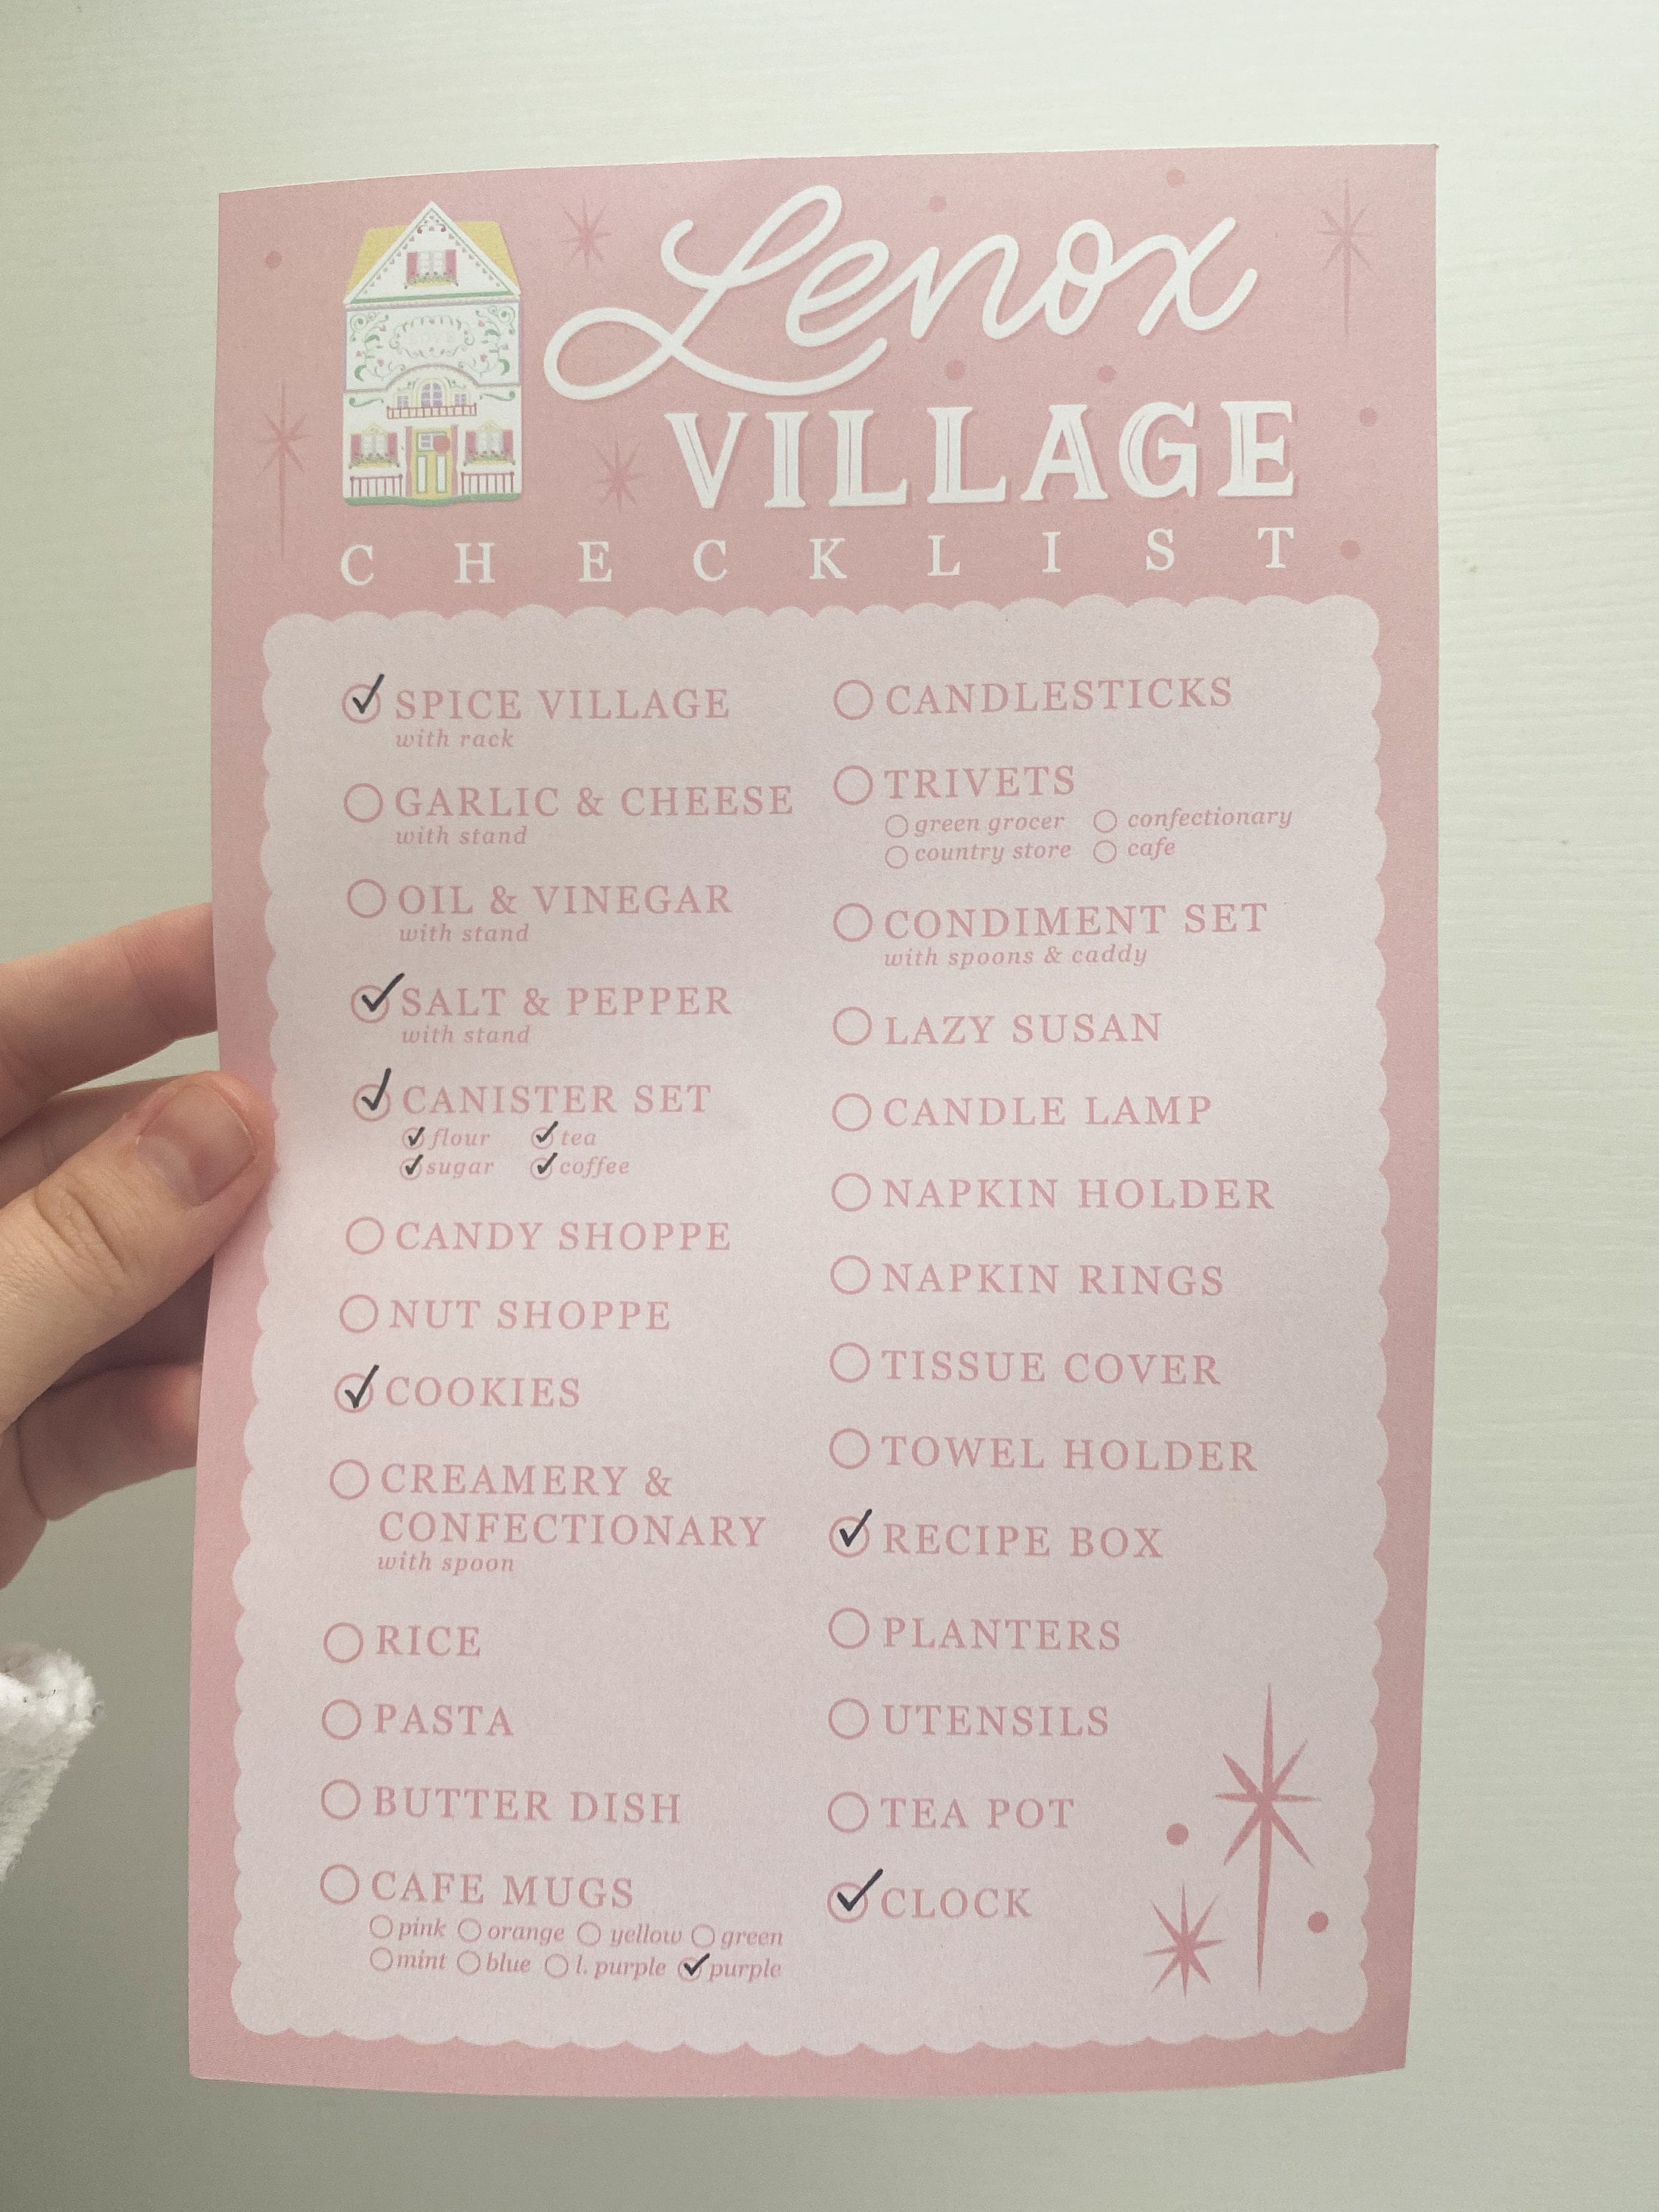 Lenox
VILLAGE
CHECKLIST
SPICE VILLAGE
with rack
GARLIC & CHEESE
with stand
OIL & VINEGAR
with stand
SALT & PEPPER
with stand
CANISTER SET
flour tea
sugar coffee
CANDY SHOPPE
NUT SHOPPE
COOKIES
CREAMERY &
CONFECTIONARY
with spoon
RICE
PASTA
BUTTER DISH
CAFE MUGS
pink orange yellow green
mint blue l. purple purple
CANDLESTICKS
TRIVETS
green grocer confectionary
country store cafe
CONDIMENT SET
with spoons & caddy
LAZY SUSAN
CANDLE LAMP
NAPKIN HOLDER
NAPKIN RINGS
TISSUE COVER
TOWEL HOLDER
RECIPE BOX
PLANTERS
UTENSILS
TEA POT
CLOCK